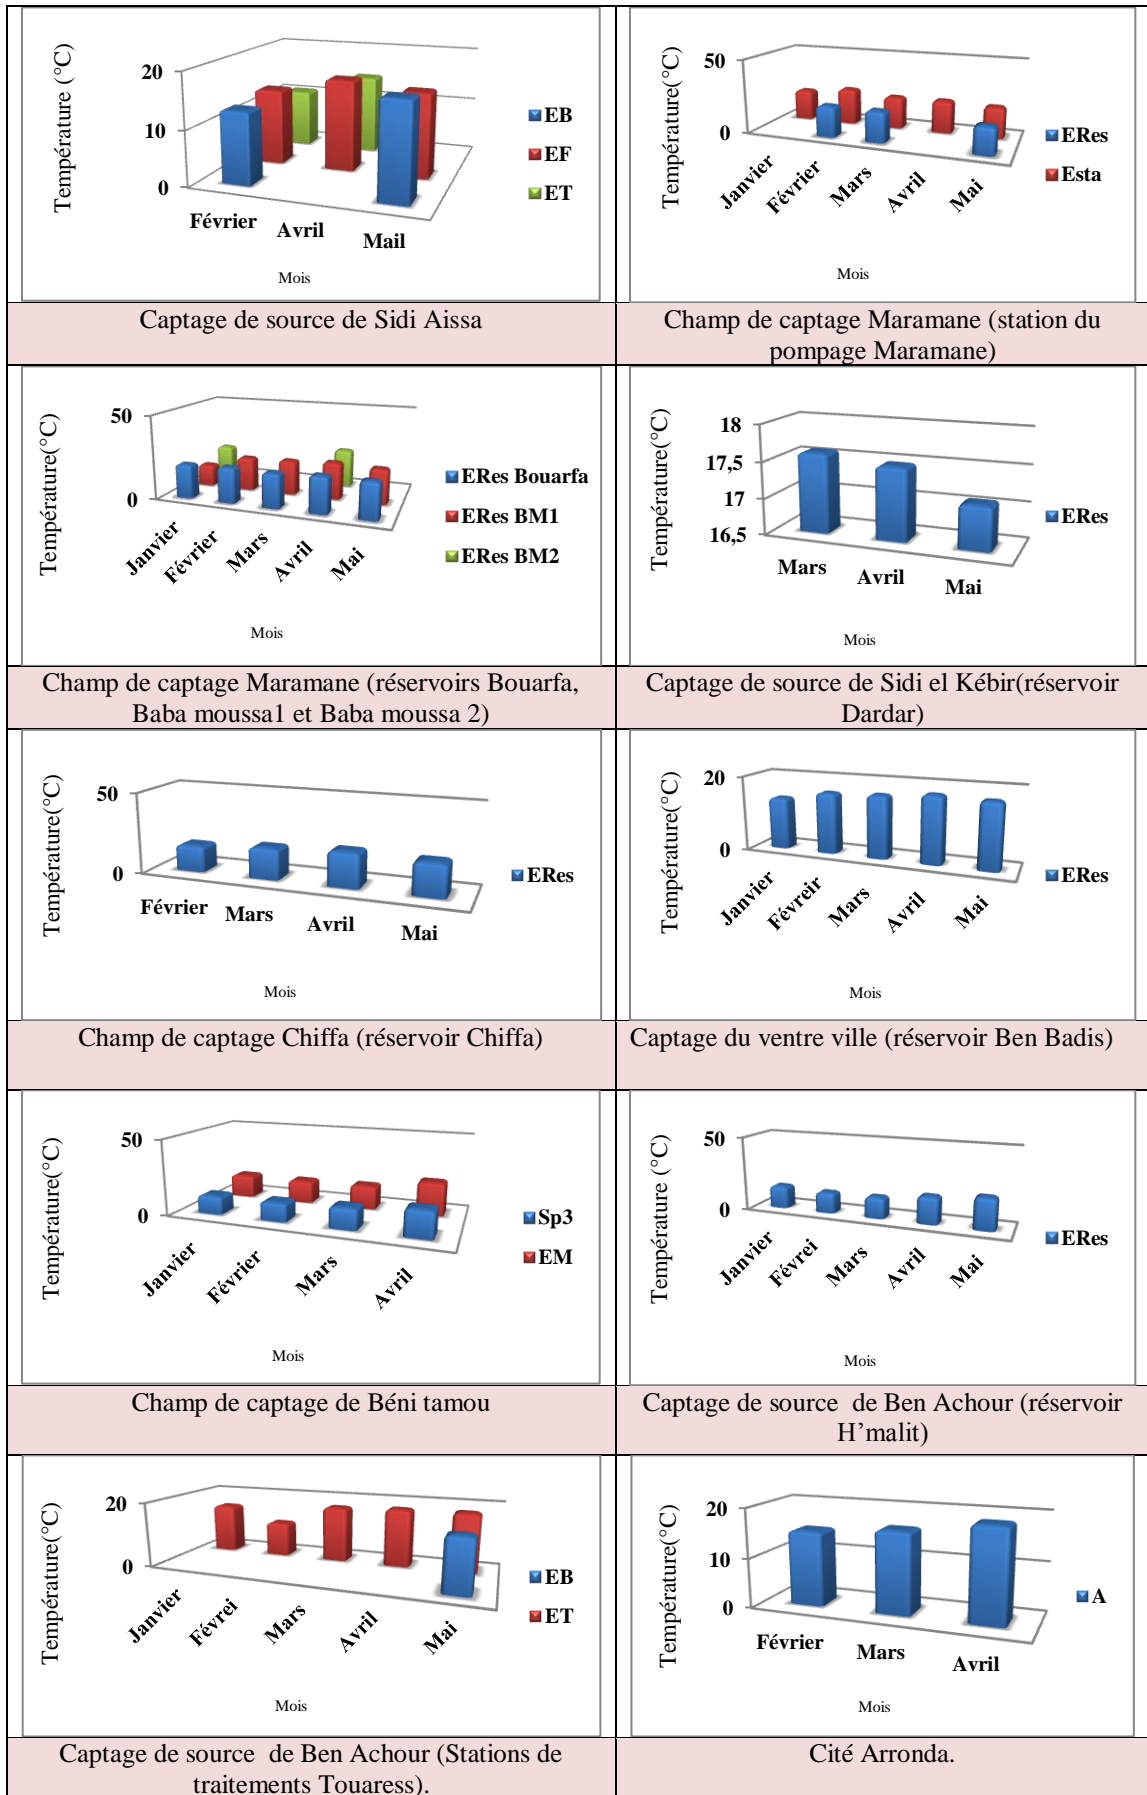 Température (°C)
20
10
0
Février
Avril
Mail
Mois
EB
EF
ET
Captage de source de Sidi Aissa
Température(°C)
50
0
Janvier
Février
Mars
Avril
Mai
Mois
ERes
Esta
Champ de captage Maramane (station du
pompage Maramane)
Température(°C)
50
0
Janvier
Février
Mars
Avril
Mai
Mois
ERes Bouarfa
ERes BM1
ERes BM2
Champ de captage Maramane (réservoirs Bouarfa,
Baba moussa1 et Baba moussa 2)
Température(°C)
18
17,5
17
16,5
Mars
Avril
Mai
Mois
ERes
Captage de source de Sidi el Kébir(réservoir
Dardar)
Température(°C)
50
0
Février
Mars
Avril
Mai
Mois
ERes
Champ de captage Chiffa (réservoir Chiffa)
Température(°C)
20
0
Janvier
Févreir
Mars
Avril
Mai
Mois
ERes
Captage du ventre ville (réservoir Ben Badis)
Température(°C)
50
0
Janvier
Février
Mars
Avril
Mois
Sp3
EM
Champ de captage de Béni tamou
Température (°C)
50
0
Janvier
Févrei
Mars
Avril
Mai
Mois
ERes
Captage de source de Ben Achour (réservoir
H’malit)
Température(°C)
20
0
Janvier
Févrei
Mars
Avril
Mai
Mois
EB
ET
Captage de source de Ben Achour (Stations de
traitements Touaress).
Température(°C)
20
10
0
Février
Mars
Avril
Mois
A
Cité Arronda.